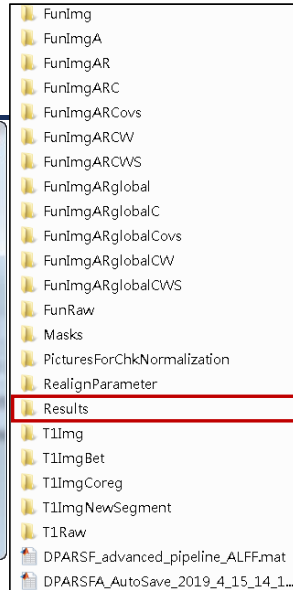 FunImg
FunImgA
FunImgAR
FunImgARC
FunImgARCovs
FunImgARCW
FunImgARCWS
FunImgARglobal
FunImgARglobalC
FunImgARglobalCovs
FunImgARglobalCW
FunImgARglobalCWS
FunRaw
Masks
PicturesForChkNormalization
RealignParameter
Results
T1Img
T1ImgBet
T1ImgCoreg
T1ImgNewSegment
T1Raw
DPARSF_advanced_pipeline_ALFF.mat
DPARSFA_AutoSave_2019_4_15_14_1...